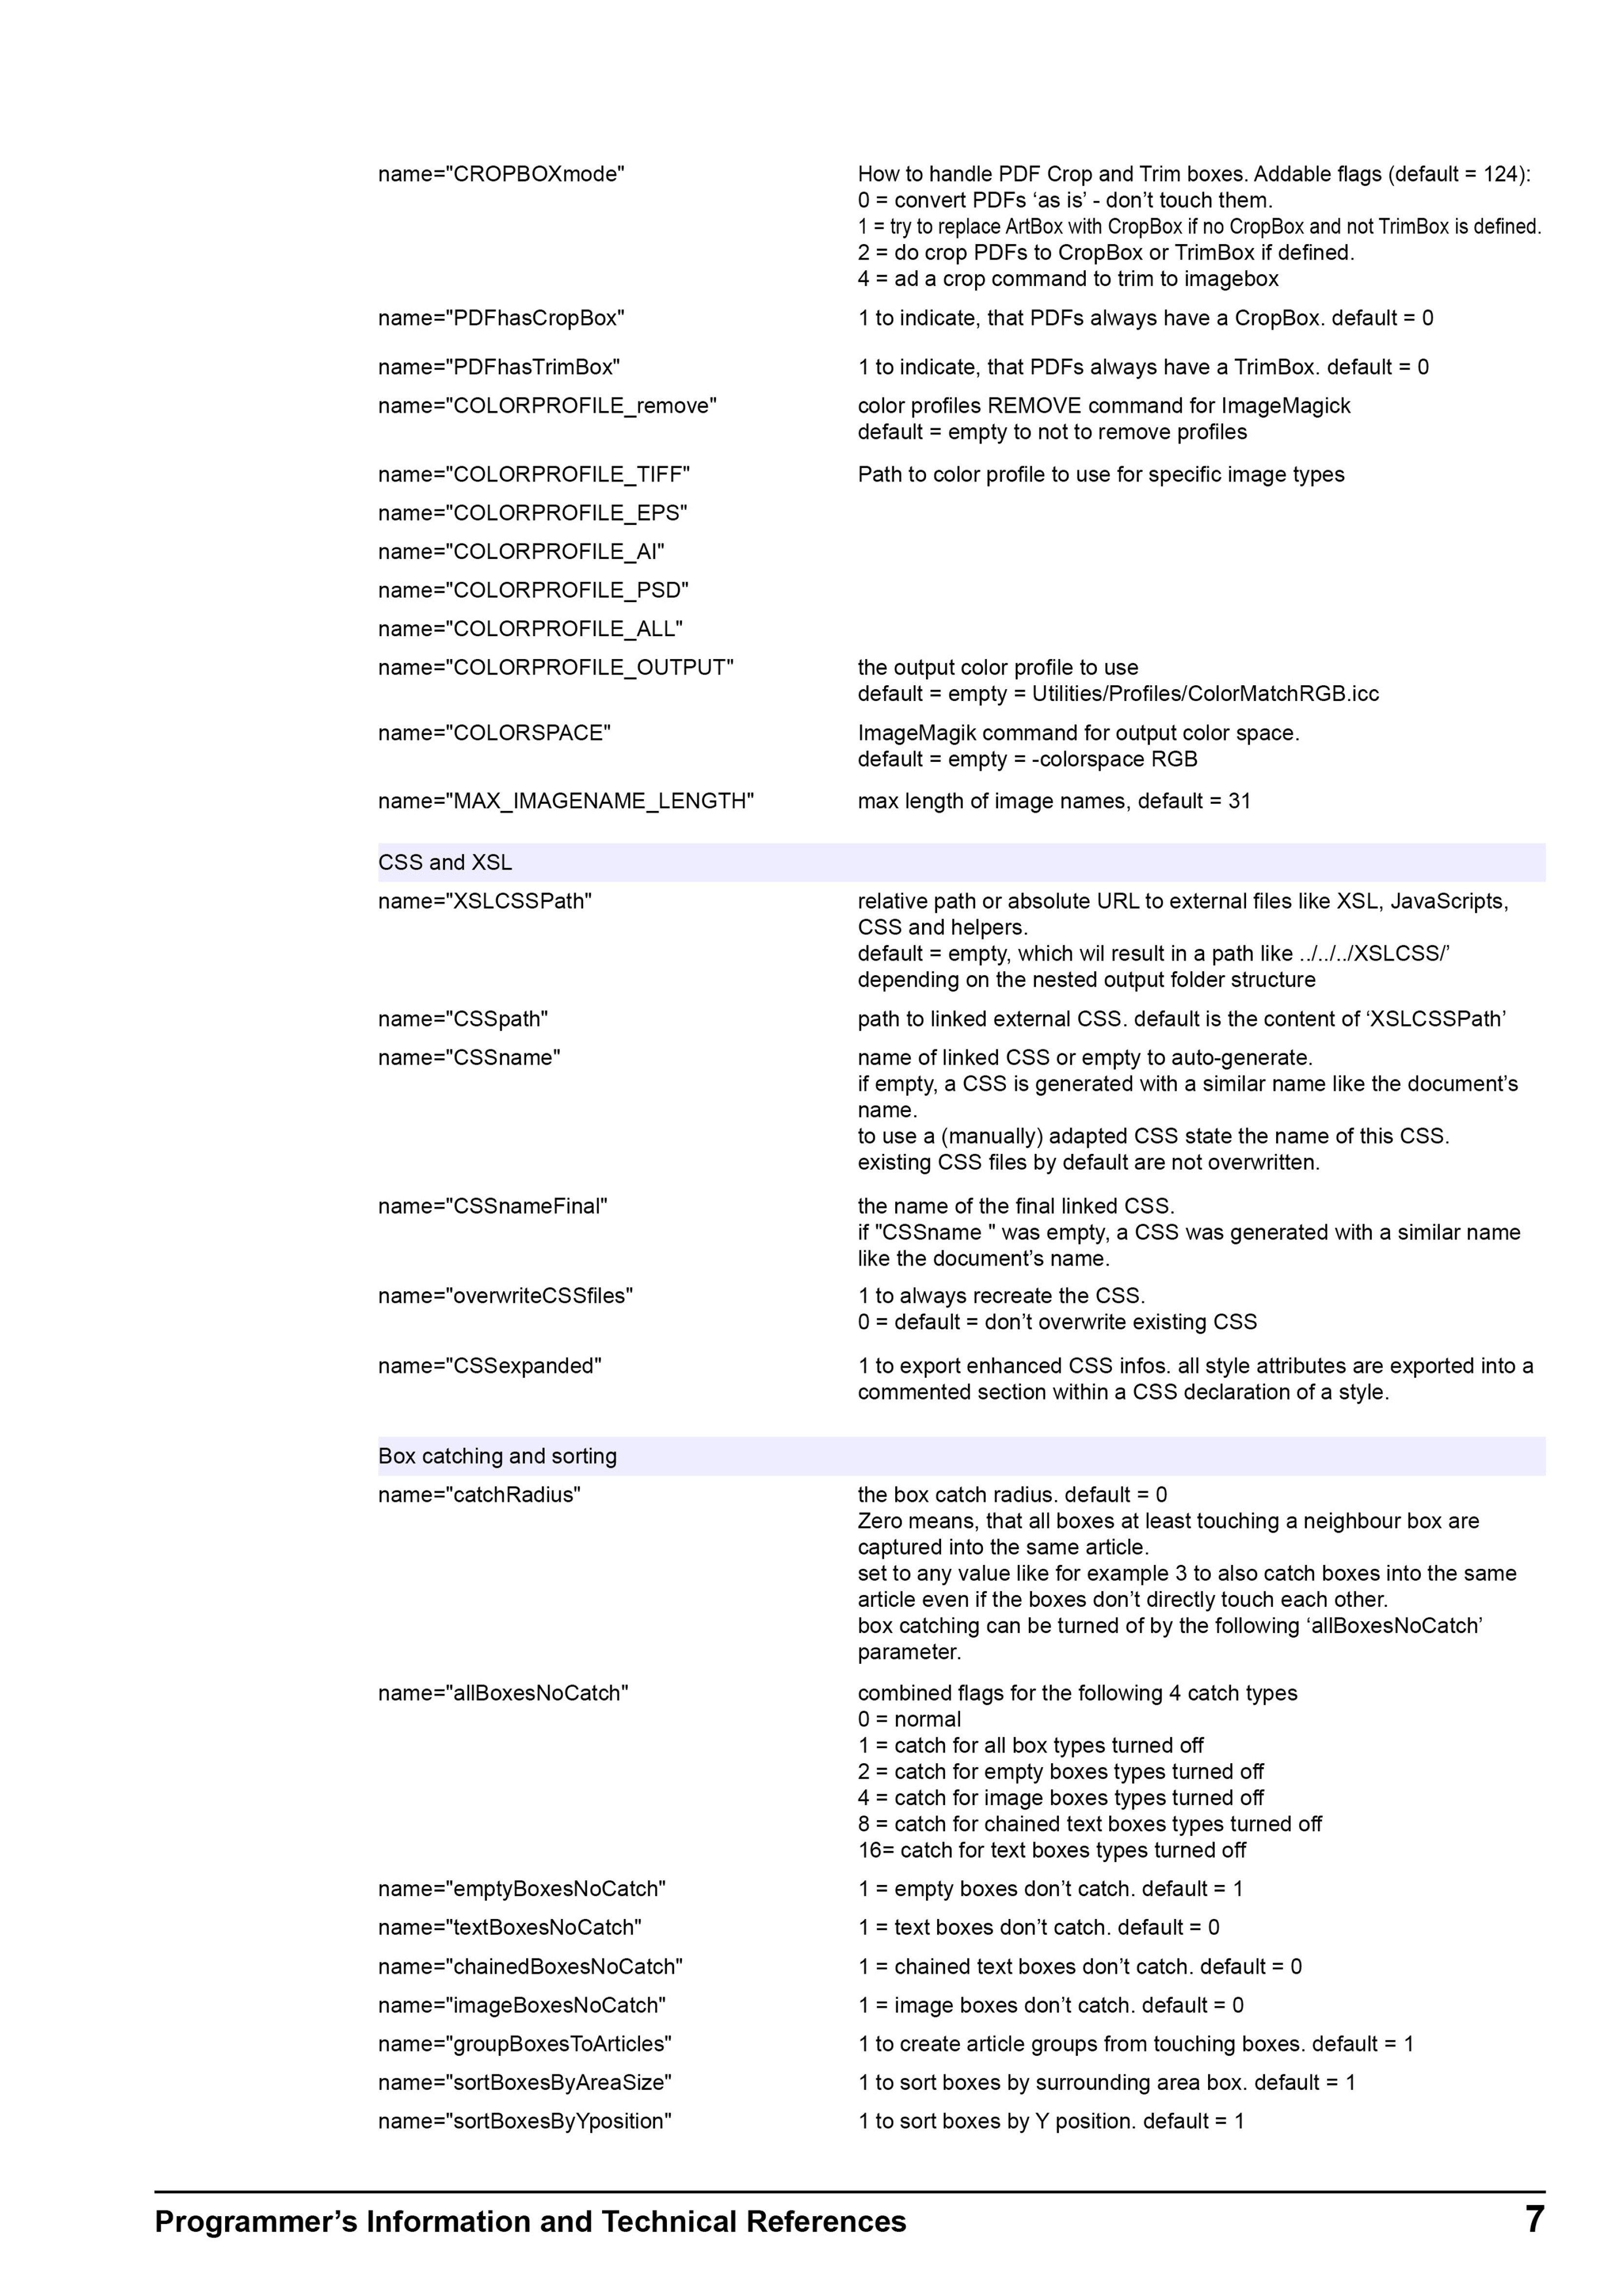 name="CROPBOXmode"
How to handle PDF Crop and Trim boxes. Addable flags (default = 124):
0 = convert PDFs ‘as is’ - don’t touch them.
1 = try to replace ArtBox with CropBox if no CropBox and not TrimBox is defined.
2 = do crop PDFs to CropBox or TrimBox if defined.
4 = ad a crop command to trim to imagebox
name="PDFhasCropBox"
1 to indicate, that PDFs always have a CropBox. default = 0
name="PDFhasTrimBox"
1 to indicate, that PDFs always have a TrimBox. default = 0
name="COLORPROFILE_remove"
color profiles REMOVE command for ImageMagick
default = empty to not to remove profiles
name="COLORPROFILE_TIFF"
Path to color profile to use for specific image types
name="COLORPROFILE_EPS"
name="COLORPROFILE_AI"
name="COLORPROFILE_PSD"
name="COLORPROFILE_ALL"
name="COLORPROFILE_OUTPUT"
the output color profile to use
default = empty = Utilities/Profiles/ColorMatchRGB.icc
name="COLORSPACE"
ImageMagik command for output color space.
default = empty = -colorspace RGB
name="MAX_IMAGENAME_LENGTH"
max length of image names, default = 31
CSS and XSL
name="XSLCSSPath"
relative path or absolute URL to external files like XSL, JavaScripts,
CSS and helpers.
default = empty, which wil result in a path like ../../../XSLCSS/’
depending on the nested output folder structure
name="CSSpath"
path to linked external CSS. default is the content of ‘XSLCSSPath’
name="CSSname"
name of linked CSS or empty to auto-generate.
if empty, a CSS is generated with a similar name like the document’s
name.
to use a (manually) adapted CSS state the name of this CSS.
existing CSS files by default are not overwritten.
name="CSSnameFinal"
the name of the final linked CSS.
if "CSSname " was empty, a CSS was generated with a similar name
like the document’s name.
name="overwriteCSSfiles"
1 to always recreate the CSS.
0 = default = don’t overwrite existing CSS
name="CSSexpanded"
1 to export enhanced CSS infos. all style attributes are exported into a
commented section within a CSS declaration of a style.
Box catching and sorting
name="catchRadius"
the box catch radius. default = 0
Zero means, that all boxes at least touching a neighbour box are
captured into the same article.
set to any value like for example 3 to also catch boxes into the same
article even if the boxes don’t directly touch each other.
box catching can be turned of by the following ‘allBoxesNoCatch’
parameter.
name="allBoxesNoCatch"
combined flags for the following 4 catch types
0 = normal
1 = catch for all box types turned off
2 = catch for empty boxes types turned off
4 = catch for image boxes types turned off
8 = catch for chained text boxes types turned off
16= catch for text boxes types turned off
name="emptyBoxesNoCatch"
1 = empty boxes don’t catch. default = 1
name="textBoxesNoCatch"
1 = text boxes don’t catch. default = 0
name="chainedBoxesNoCatch"
1 = chained text boxes don’t catch. default = 0
name="imageBoxesNoCatch"
1 = image boxes don’t catch. default = 0
name="groupBoxesToArticles"
1 to create article groups from touching boxes. default = 1
name="sortBoxesByAreaSize"
1 to sort boxes by surrounding area box. default = 1
name="sortBoxesByYposition"
1 to sort boxes by Y position. default = 1
Programmer’s Information and Technical References
7